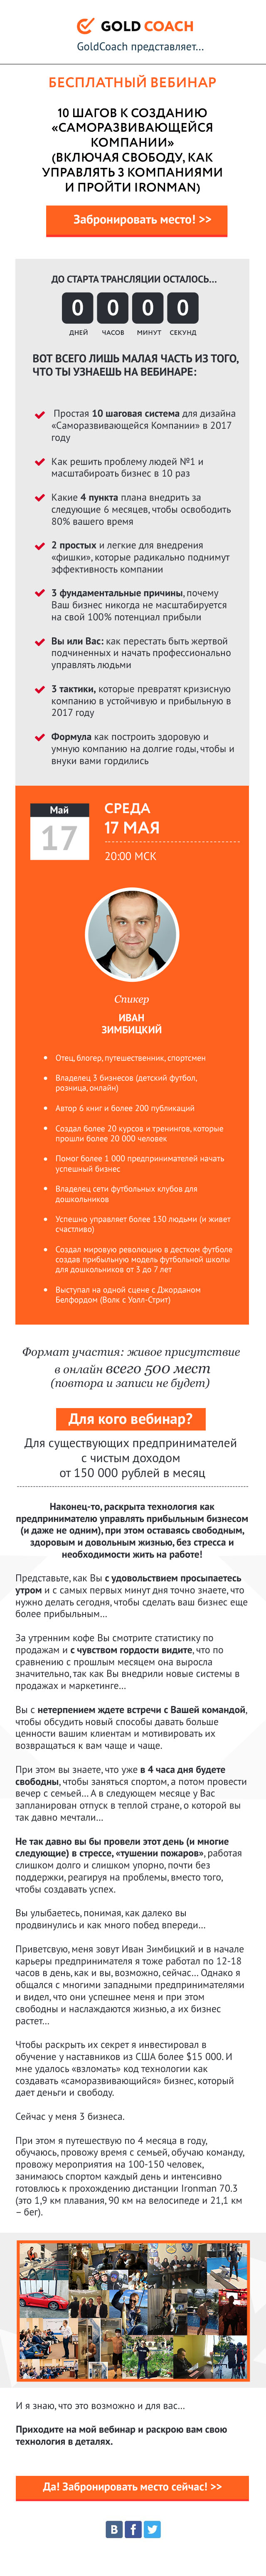 GOLD COACH
GoldCoach представляет...
БЕСПЛАТНЫЙ ВЕБИНАР
10 ШАГОВ К СОЗДАНИЮ
«САМОРАЗВИВАЮЩЕЙСЯ
КОМПАНИИ»
(ВКЛЮЧАЯ СВОБОДУ, КАК
УПРАВЛЯТЬ 3 КОМПАНИЯМИ
И ПРОЙТИ IRONMAN)
Забронировать место! >>
ДО СТАРТА ТРАНСЛЯЦИИ ОСТАЛОСЬ...
0 0 0 0
ДНЕЙ ЧАСОВ МИНУТ СЕКУНД
ВОТ ВСЕГО ЛИШЬ МАЛАЯ ЧАСТЬ ИЗ ТОГО,
ЧТО ТЫ УЗНАЕШЬ НА ВЕБИНАРЕ:
Простая 10 шаговая система для дизайна
«Саморазвивающейся Компании» в 2017
году
Как решить проблему людей №1 и
масштабироать бизнес в 10 раз
Какие 4 пункта плана внедрить за
следующие 6 месяцев, чтобы освободить
80% вашего время
2 простых и легкие для внедрения
«фишки», которые радикально поднимут
эффективность компании
3 фундаментальные причины, почему
Ваш бизнес никогда не масштабируется
на свой 100% потенциал прибыли
Вы или Вас: как перестать быть жертвой
подчиненных и начать профессионально
управлять людьми
3 тактики, которые превратят кризисную
компанию в устойчивую и прибыльную в
2017 году
Формула как построить здоровую и
умную компанию на долгие годы, чтобы и
внуки вами гордились
Май
17
СРЕДА
17 МАЯ
20:00 МСК
Спикер
ИВАН
ЗИМБИЦКИЙ
Отец, блогер, путешественник, спортсмен
Владелец 3 бизнесов (детский футбол,
розница, онлайн)
Автор 6 книг и более 200 публикаций
Создал более 20 курсов и тренингов, которые
прошли более 20 000 человек
Помог более 1 000 предпринимателей начать
успешный бизнес
Владелец сети футбольных клубов для
дошкольников
Успешно управляет более 130 людьми (и живет
счастливо)
Создал мировую революцию в дестком футболе
создав прибыльную модель футбольной школы
для дошкольников от 3 до 7 лет
Выступал на одной сцене с Джорданом
Белфордом (Волк с Уолл-Стрит)
Формат участия: живое присутствие
в онлайн всего 500 мест
(повтора и записи не будет)
Для кого вебинар?
Для существующих предпринимателей
с чистым доходом
от 150 000 рублей в месяц
Наконец-то, раскрыта технология как
предпринимателю управлять прибыльным бизнесом
(и даже не одним), при этом оставаясь свободным,
здоровым и довольным жизнью, без стресса и
необходимости жить на работе!
Представьте, как Вы с удовольствием просыпаетесь
утром и с самых первых минут дня точно знаете, что
нужно делать сегодня, чтобы сделать ваш бизнес еще
более прибыльным...
За утренним кофе Вы смотрите статистику по
продажам и с чувством гордости видите, что по
сравнению с прошлым месяцем она выросла
значительно, так как Вы внедрили новые системы в
продажах и маркетинге...
Вы с нетерпением ждете встречи с Вашей командой,
чтобы обсудить новый способы давать больше
ценности вашим клиентам и мотивировать их
возвращаться к вам чаще и чаще.
При этом вы знаете, что уже в 4 часа дня будете
свободны, чтобы заняться спортом, а потом провести
вечер с семьей... А в следующем месяце у Вас
запланирован отпуск в теплой стране, о которой вы
так давно мечтали...
Не так давно вы бы провели этот день (и многие
следующие) в стрессе, «тушении пожаров», работая
слишком долго и слишком упорно, почти без
поддержки, реагируя на проблемы, вместо того,
чтобы создавать успех.
Вы улыбаетесь, понимая, как далеко вы
продвинулись и как много побед впереди...
Приветсвую, меня зовут Иван Зимбицкий и в начале
карьеры предпринимателя я тоже работал по 12-18
часов в день, как и вы, возможно, сейчас... Однако я
общался с многими западными предпринимателями
и видел, что они успешнее меня и при этом
свободны и наслаждаются жизнью, а их бизнес
растет...
Чтобы раскрыть их секрет я инвестировал в
обучение у наставников из США более $15 000. И
мне удалось «взломать» код технологии как
создавать «саморазвивающийся» бизнес, который
дает деньги и свободу.
Сейчас у меня 3 бизнеса.
При этом я путешествую по 4 месяца в году,
обучаюсь, провожу время с семьей, обучаю команду,
провожу мероприятия на 100-150 человек,
занимаюсь спортом каждый день и интенсивно
готовлюсь к прохождению дистанции Ironman 70.3
(это 1,9 км плавания, 90 км на велосипеде и 21,1 км
– бег).
И я знаю, что это возможно и для вас...
Приходите на мой вебинар и раскрою вам свою
технология в деталях.
Да! Забронировать место сейчас! >>